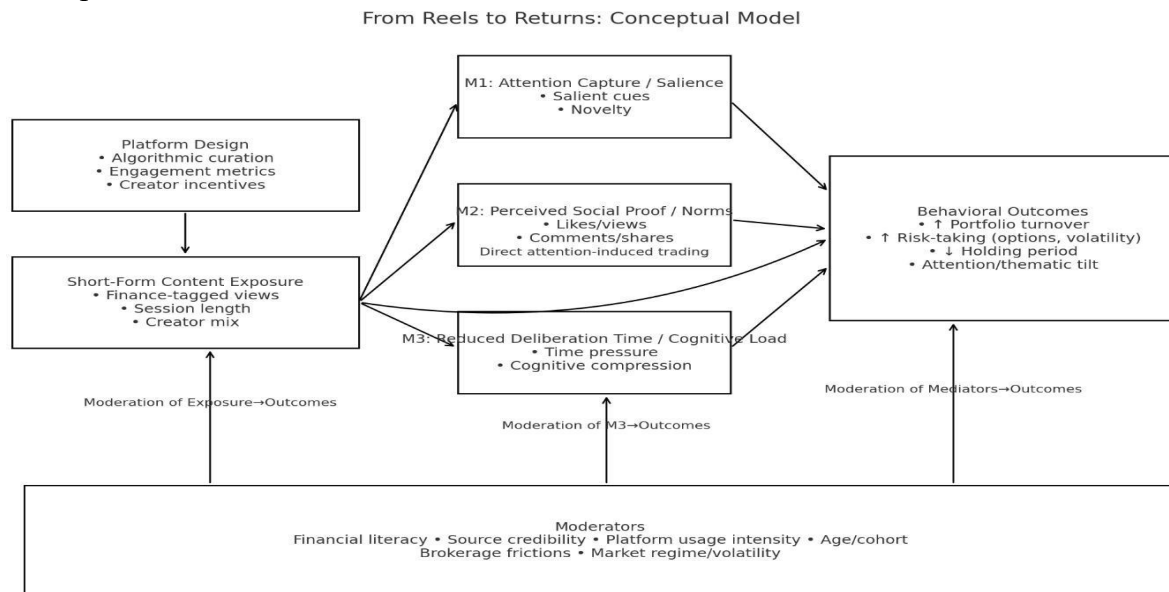 From Reels to Returns: Conceptual Model
Platform Design
• Algorithmic curation
• Engagement metrics
• Creator incentives
Short-Form Content Exposure
• Finance-tagged views
• Session length
• Creator mix
M1: Attention Capture / Salience
• Salient cues
• Novelty
M2: Perceived Social Proof / Norms
• Likes/views
• Comments/shares
Direct attention-induced trading
M3: Reduced Deliberation Time / Cognitive Load
• Time pressure
• Cognitive compression
Behavioral Outcomes
• ↑ Portfolio turnover
• ↑ Risk-taking (options, volatility)
• ↓ Holding period
• Attention/thematic tilt
Moderation of Exposure→Outcomes
Moderation of M3→Outcomes
Moderation of Mediators→Outcomes
Moderators
Financial literacy • Source credibility • Platform usage intensity • Age/cohort
Brokerage frictions • Market regime/volatility